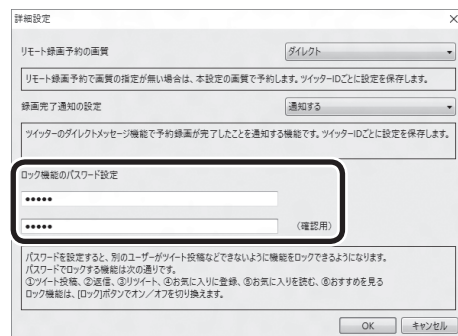 詳細設定
リモート録画予約の画質
ダイレクト
リモート録画予約で画質の指定が無い場合は、本設定の画質で予約します。ツイッターIDごとに設定を保存します。
録画完了通知の設定
通知する
ツイッターのダイレクトメッセージ機能で予約録画が完了したことを通知する機能です。ツイッターIDごとに設定を保存します。
ロック機能のパスワード設定
•••••
•••••
(確認用)
パスワードを設定すると、別のユーザーがツイート投稿などできないように機能をロックできるようになります。
パスワードでロックする機能は次の通りです。
①ツイート投稿、②返信、③リツイート、④お気に入りに登録、⑤お気に入りを読む、⑥おすすめを見る
ロック機能は、[ロック]ボタンでオン／オフを切り換えます。
OK
キャンセル